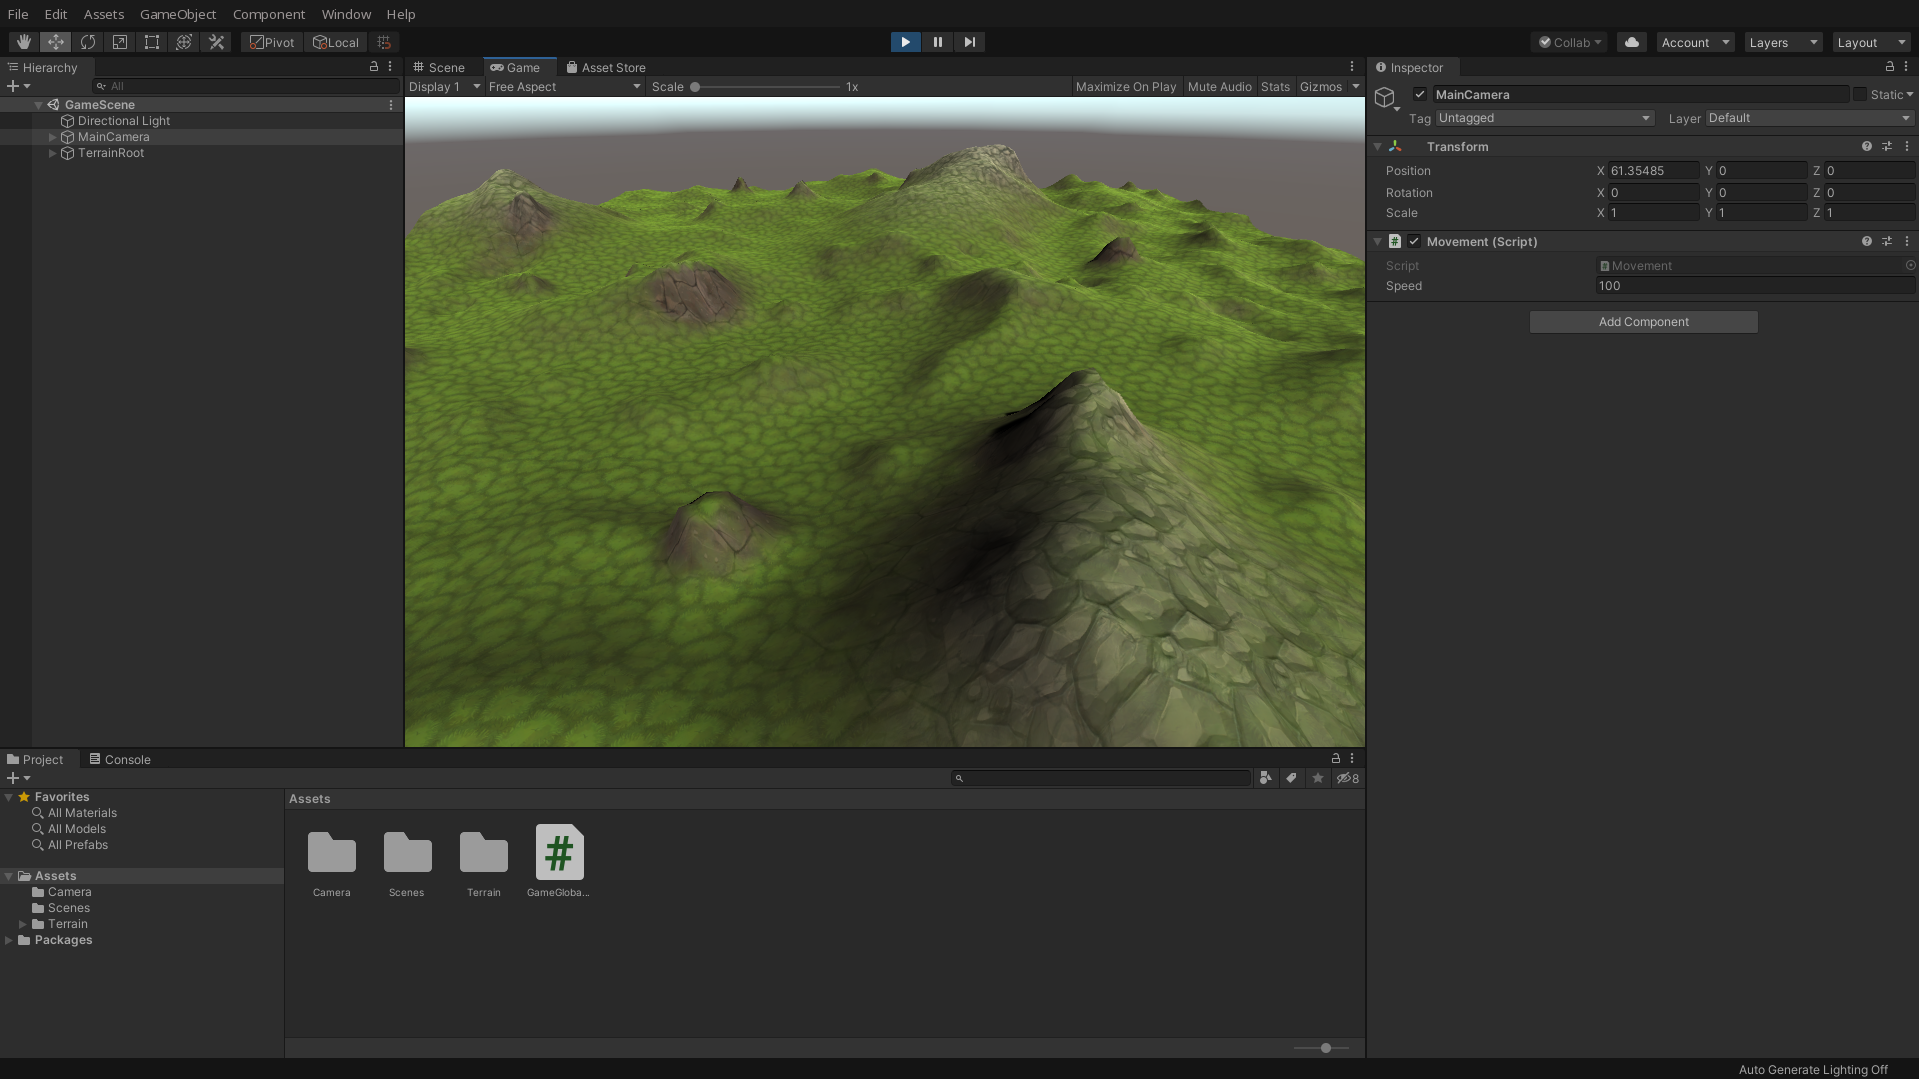 File Edit Assets GameObject Component Window Help
Pivot Local Collab Account Layers Layout
Hierarchy
All
GameScene
Directional Light
MainCamera
TerrainRoot
Scene Game Asset Store
Display 1 Free Aspect Scale 1x Maximize On Play Mute Audio Stats Gizmos
Inspector
MainCamera Static
Tag Untagged Layer Default
Transform
Position X 61.35485 Y 0 Z 0
Rotation X 0 Y 0 Z 0
Scale X 1 Y 1 Z 1
# Movement (Script)
Script Movement
Speed 100
Add Component
Project Console
8
Favorites
All Materials
All Models
All Prefabs
Assets
Camera
Scenes
Terrain
Packages
Assets
#
Camera Scenes Terrain GameGloba...
Auto Generate Lighting Off